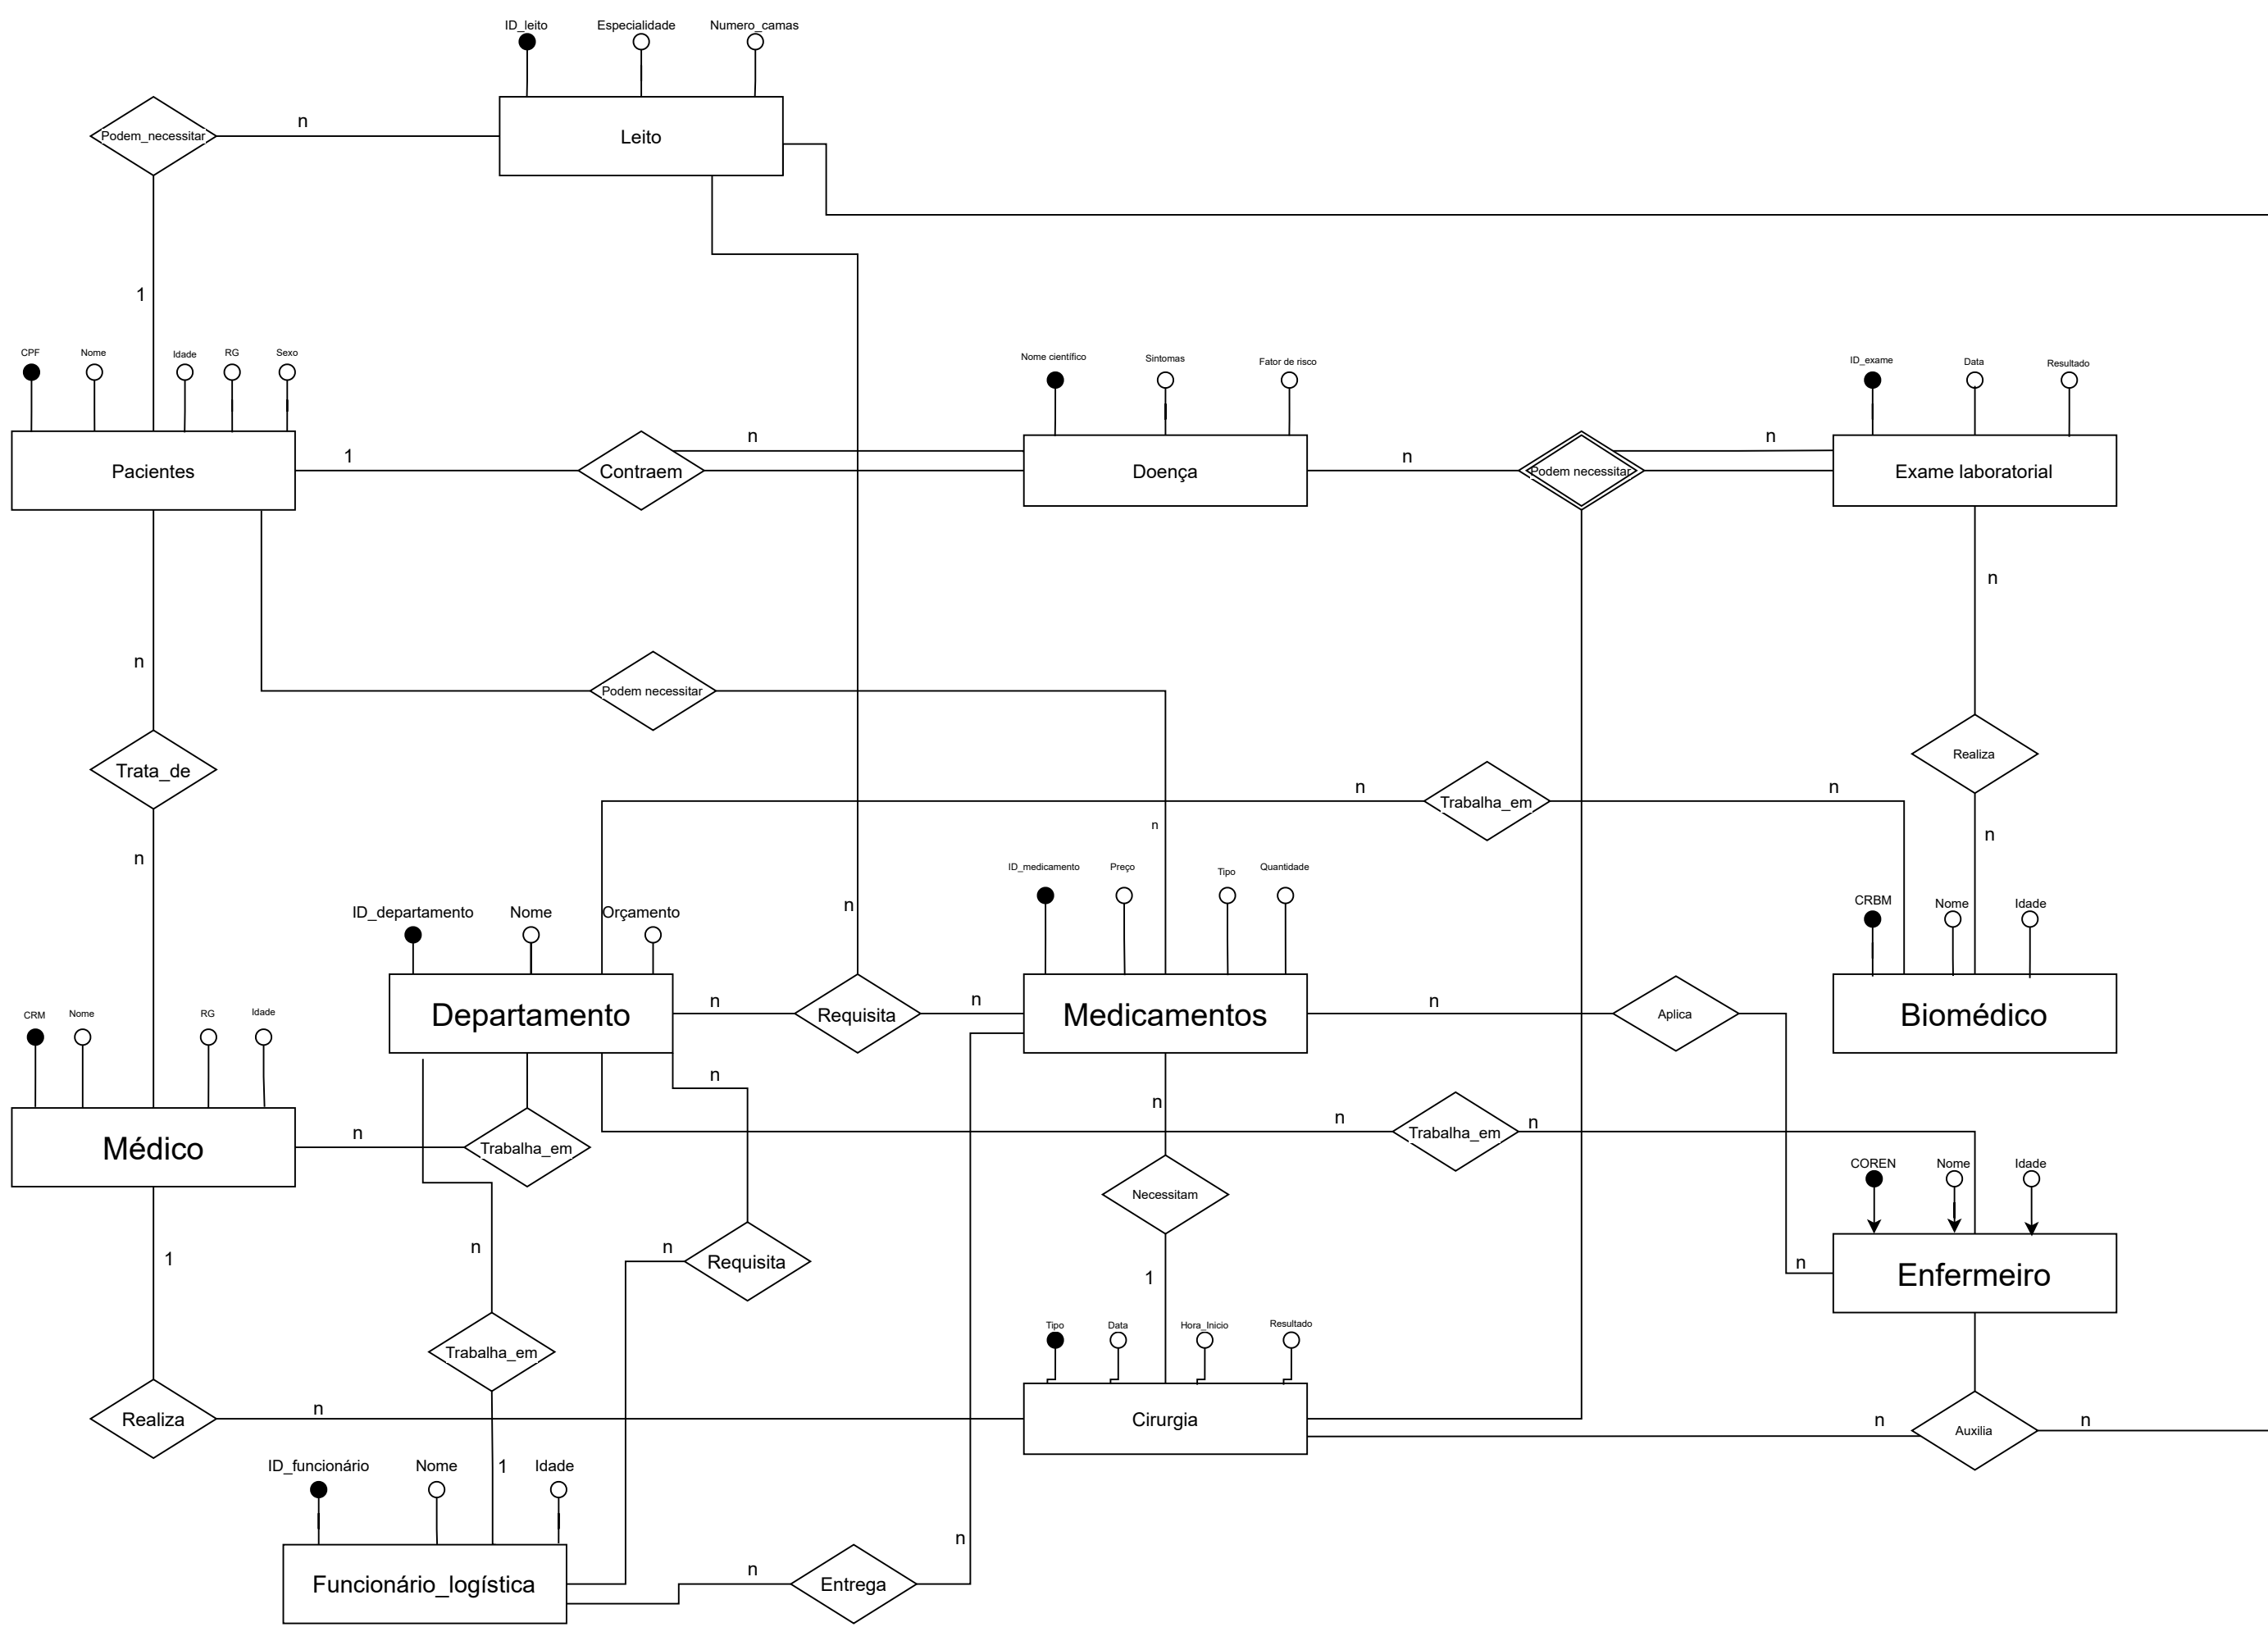 ID_leito Especialidade Numero_camas
Podem_necessitar
n
Leito
1
CPF Nome Idade RG Sexo
Nome científico Sintomas Fator de risco
ID_exame Data Resultado
Pacientes
1
Contraem
n
Doença
n
Podem necessitar
n
Exame laboratorial
n
n
Podem necessitar
Trata_de
Realiza
n
Trabalha_em
n
n
n
n
ID_medicamento Preço Tipo Quantidade
ID_departamento Nome Orçamento
n
CRBM Nome Idade
Departamento
n
Requisita
n
Medicamentos
n
Aplica
Biomédico
CRM Nome RG Idade
n
n
Médico
n
Trabalha_em
n
Trabalha_em
n
COREN Nome Idade
Necessitam
1
n
n
Requisita
1
n
Enfermeiro
Tipo Data Hora_Inicio Resultado
Trabalha_em
Realiza
n
Cirurgia
n
Auxilia
n
ID_funcionário Nome 1 Idade
Funcionário_logística
n
Entrega
n